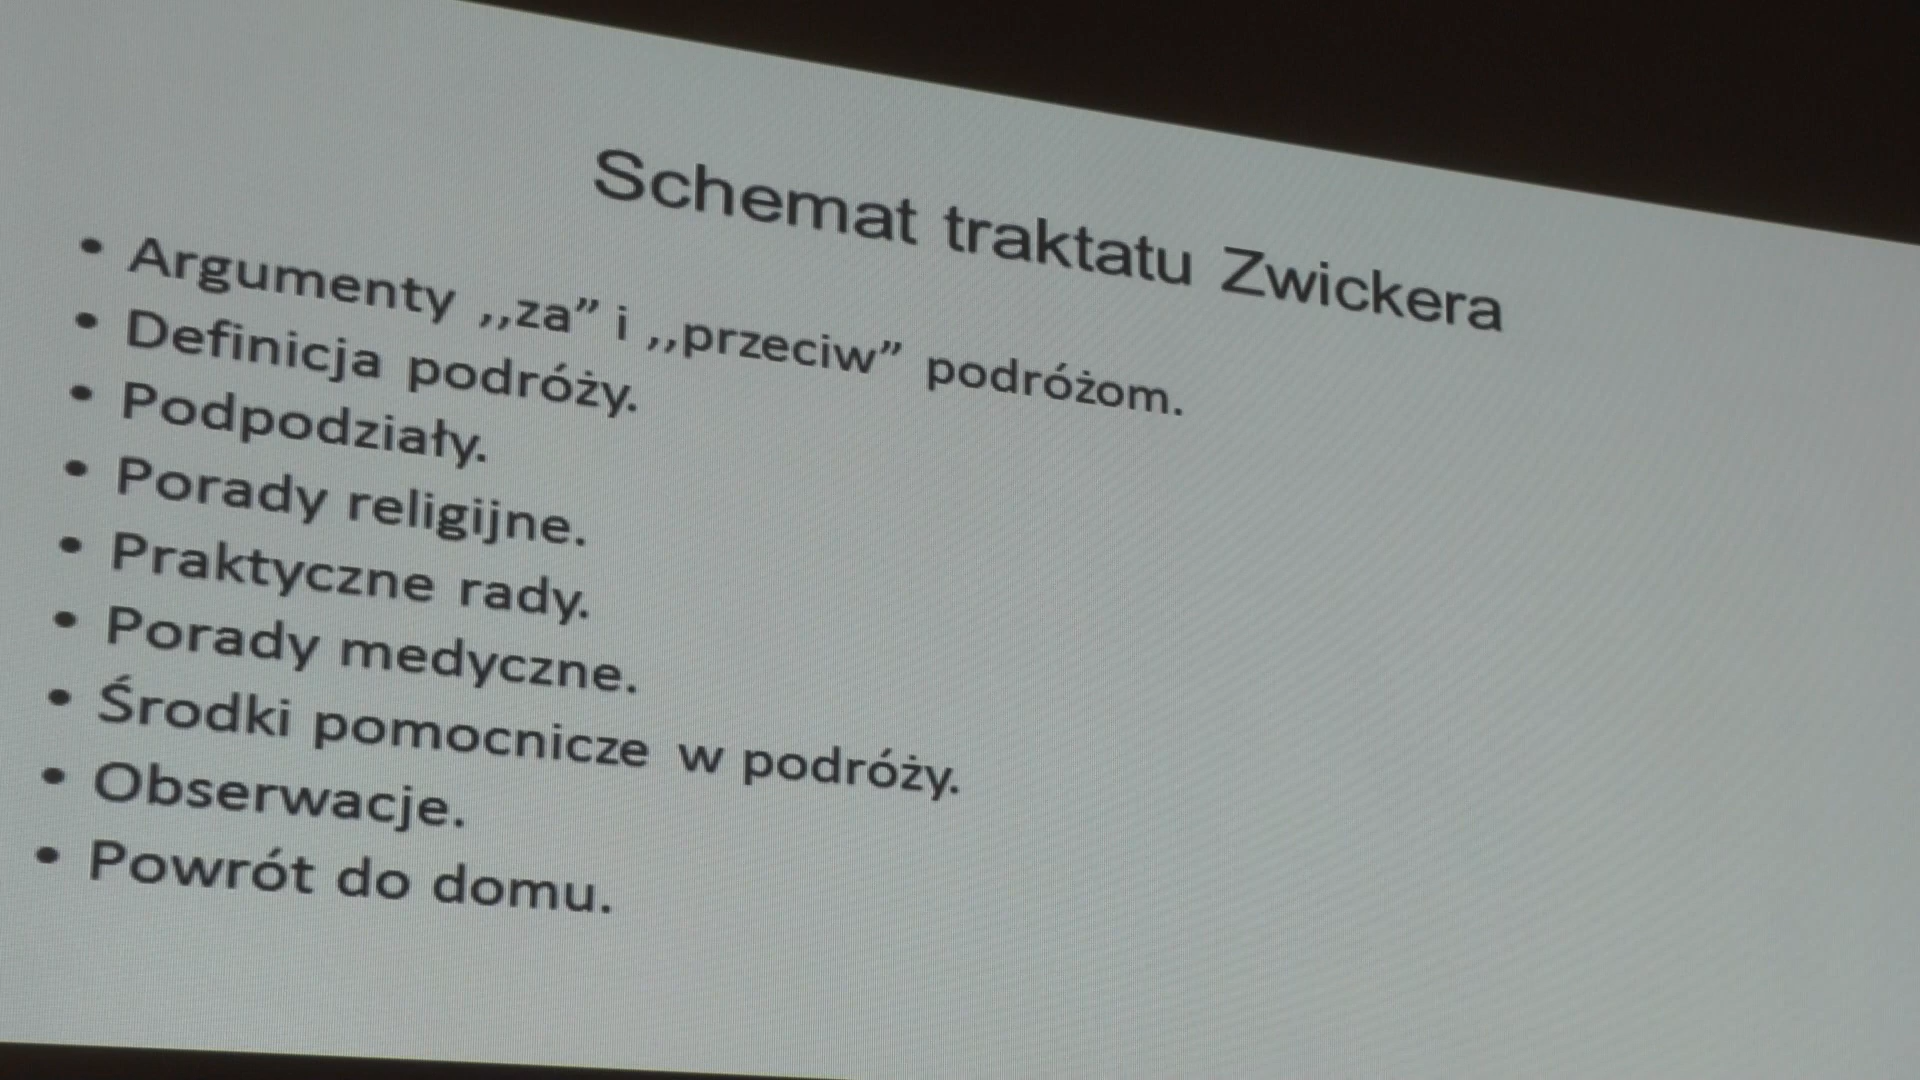 Schemat traktatu Zwickera
• Argumenty ,,za” i ,,przeciw” podróżom.
• Definicja podróży.
• Podpodziały.
• Porady religijne.
• Praktyczne rady.
• Porady medyczne.
• Środki pomocnicze w podróży.
• Obserwacje.
• Powrót do domu.